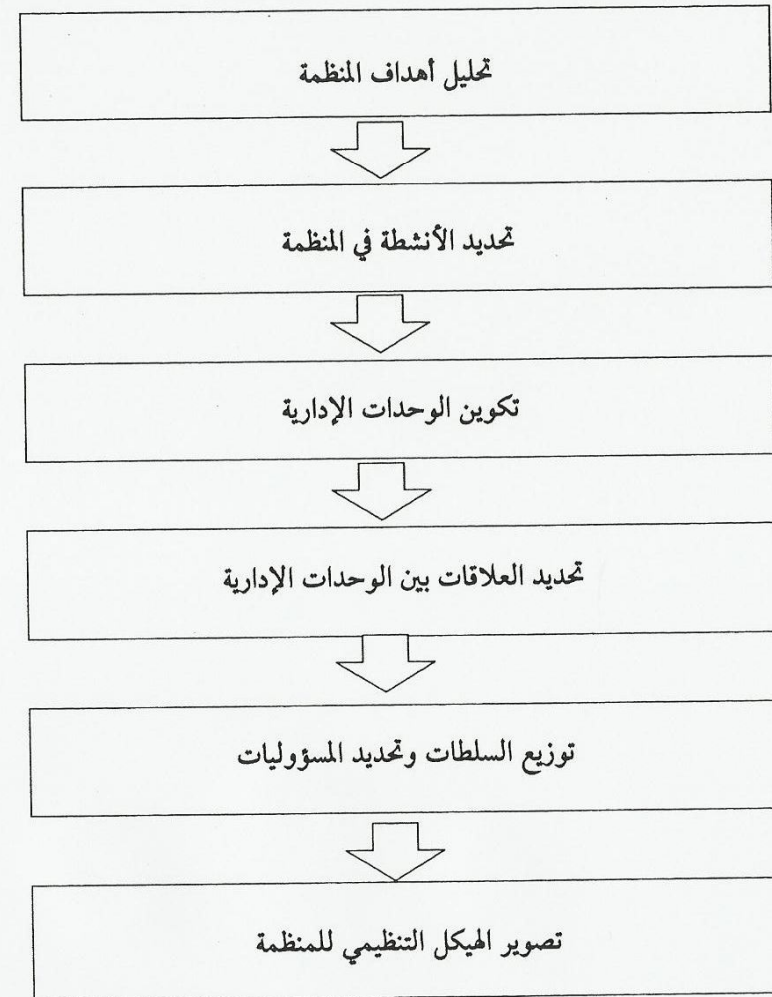 تحليل أهداف المنظمة
تحديد الأنشطة في المنظمة
تكوين الوحدات الإدارية
تحديد العلاقات بين الوحدات الإدارية
توزيع السلطات وتحديد المسؤوليات
تصوير الهيكل التنظيمي للمنظمة